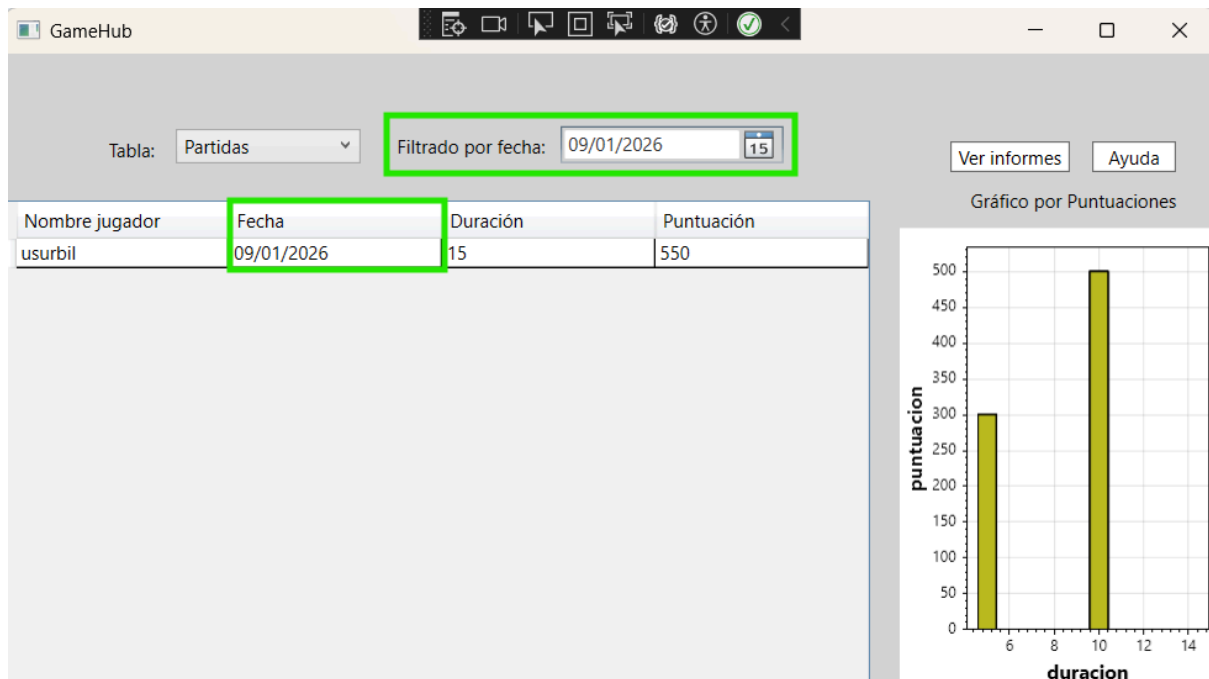 GameHub
Tabla: Partidas Filtrado por fecha: 09/01/2026 15
Ver informes Ayuda
Gráfico por Puntuaciones
Nombre jugador Fecha Duración Puntuación
usurbil 09/01/2026 15 550
500
450
400
350
300
250
200
150
100
50
0
puntuacion
6 8 10 12 14
duracion